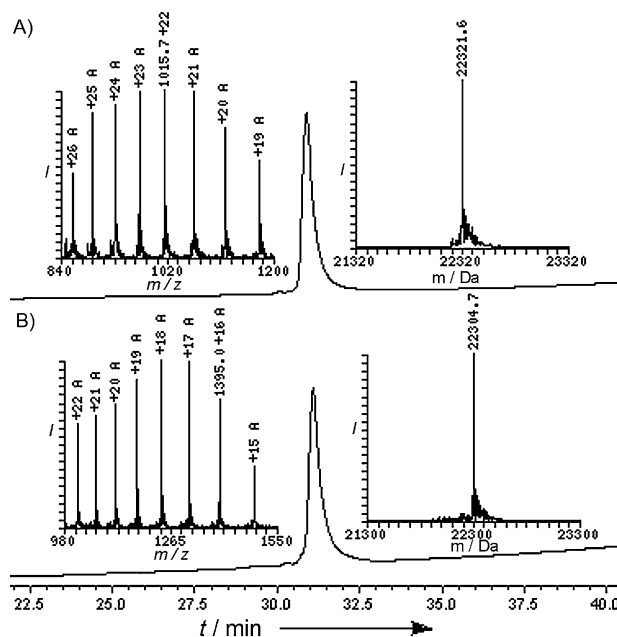 A)
+26 A
+25 A
+24 A
+23 A
1015.7 +22
+21 A
+20 A
+19 A
I
840 1020 1200
m / z
22321.6
I
21320 22320 23320
m / Da
B)
+22 A
+21 A
+20 A
+19 A
+18 A
+17 A
1395.0 +16 A
+15 A
I
980 1265 1550
m / z
22304.7
I
21300 22300 23300
m / Da
22.5 25.0 27.5 30.0 32.5 35.0 37.5 40.0
t / min